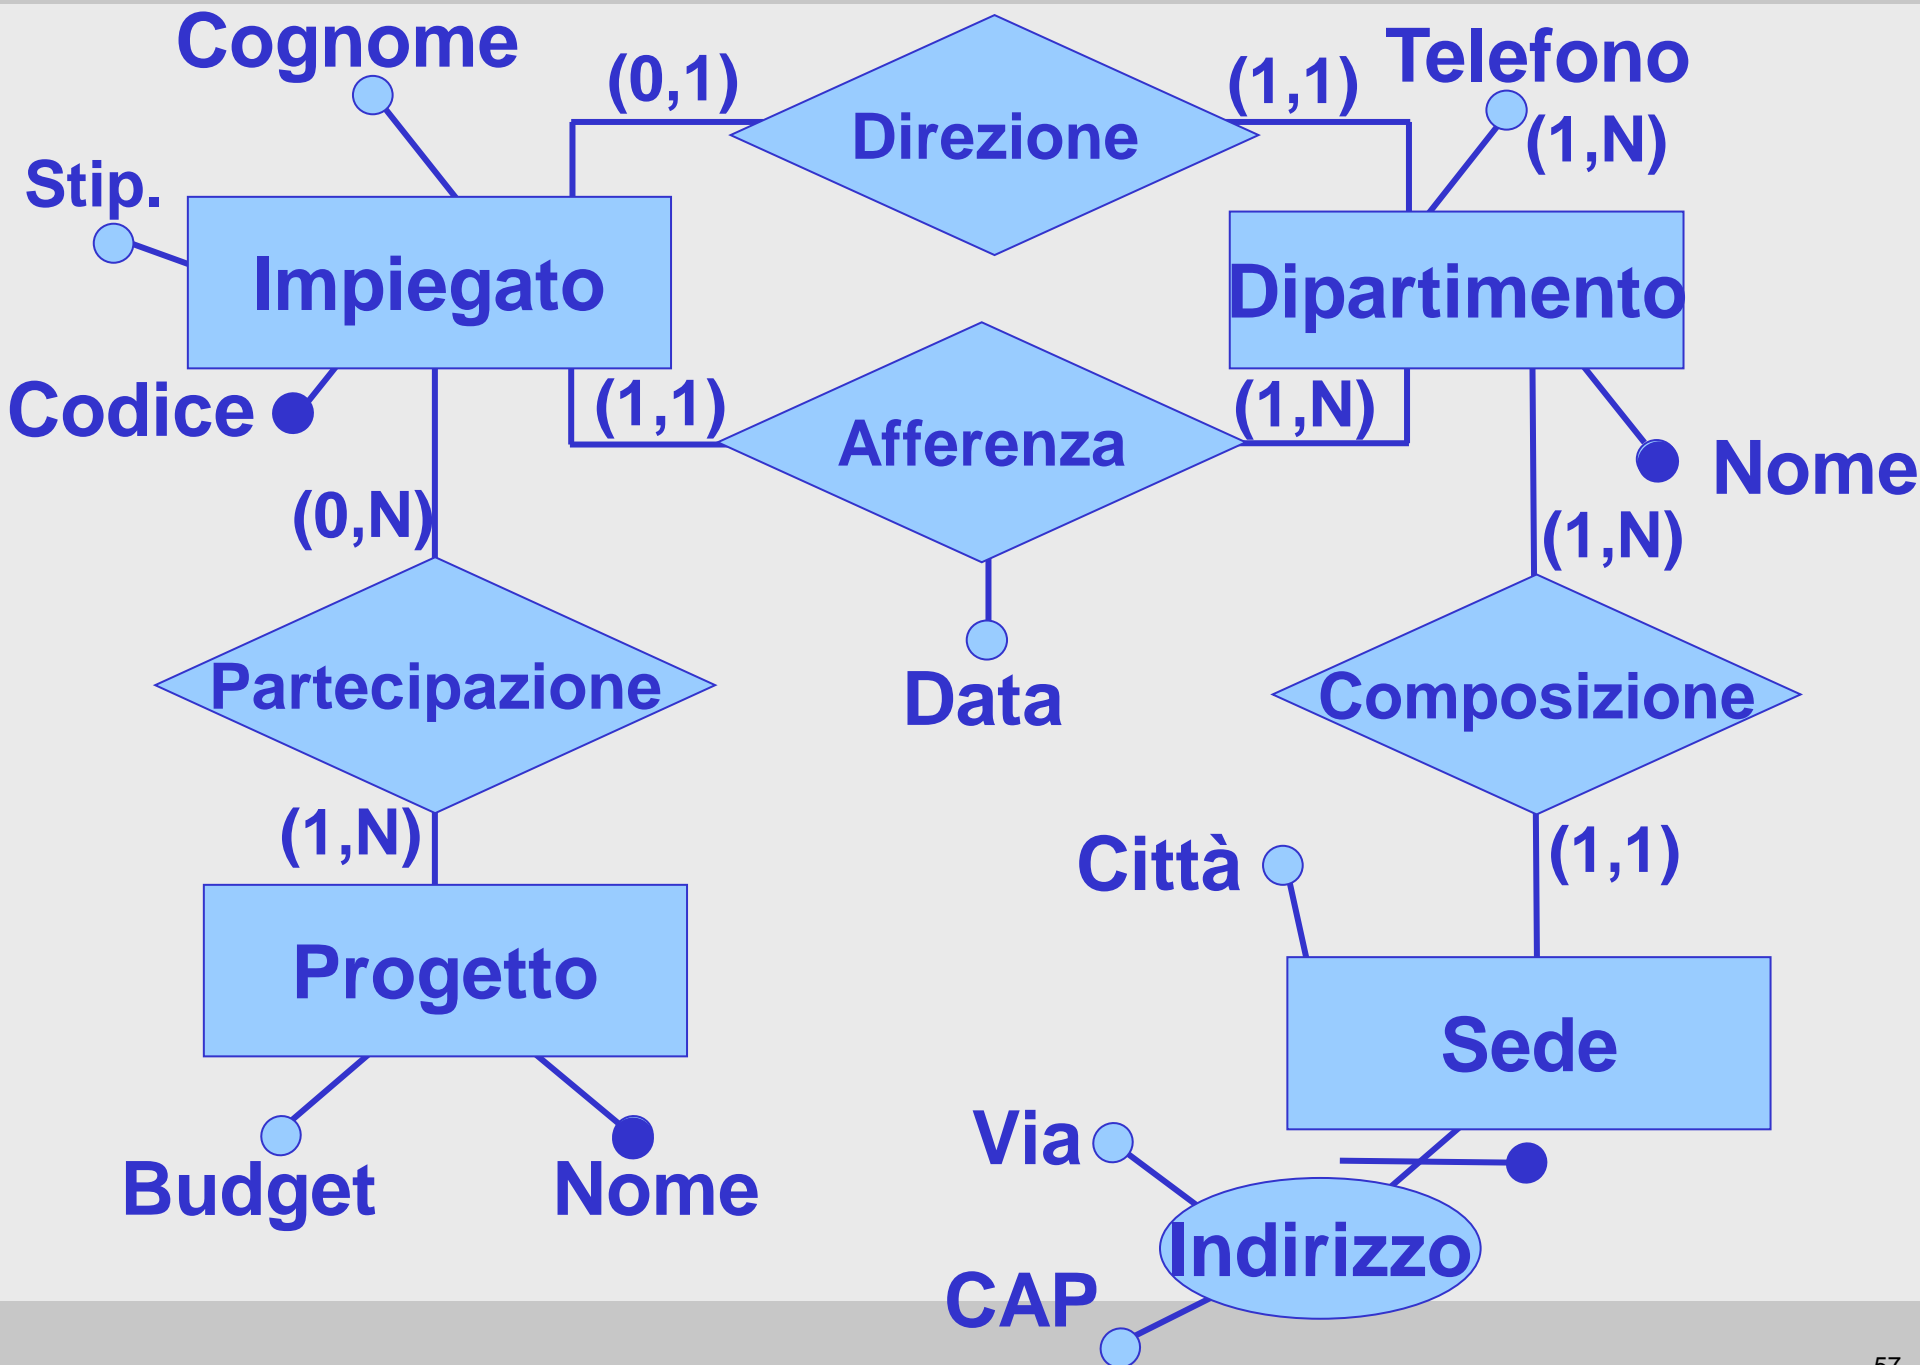 Cognome
(0,1)
Direzione
(1,1)
Telefono
(1,N)
Stip.
Impiegato
Dipartimento
Codice
(1,1)
Afferenza
(1,N)
Nome
(0,N)
(1,N)
Partecipazione
Data
Composizione
(1,N)
Città
(1,1)
Progetto
Sede
Budget
Nome
Via
Indirizzo
CAP
57